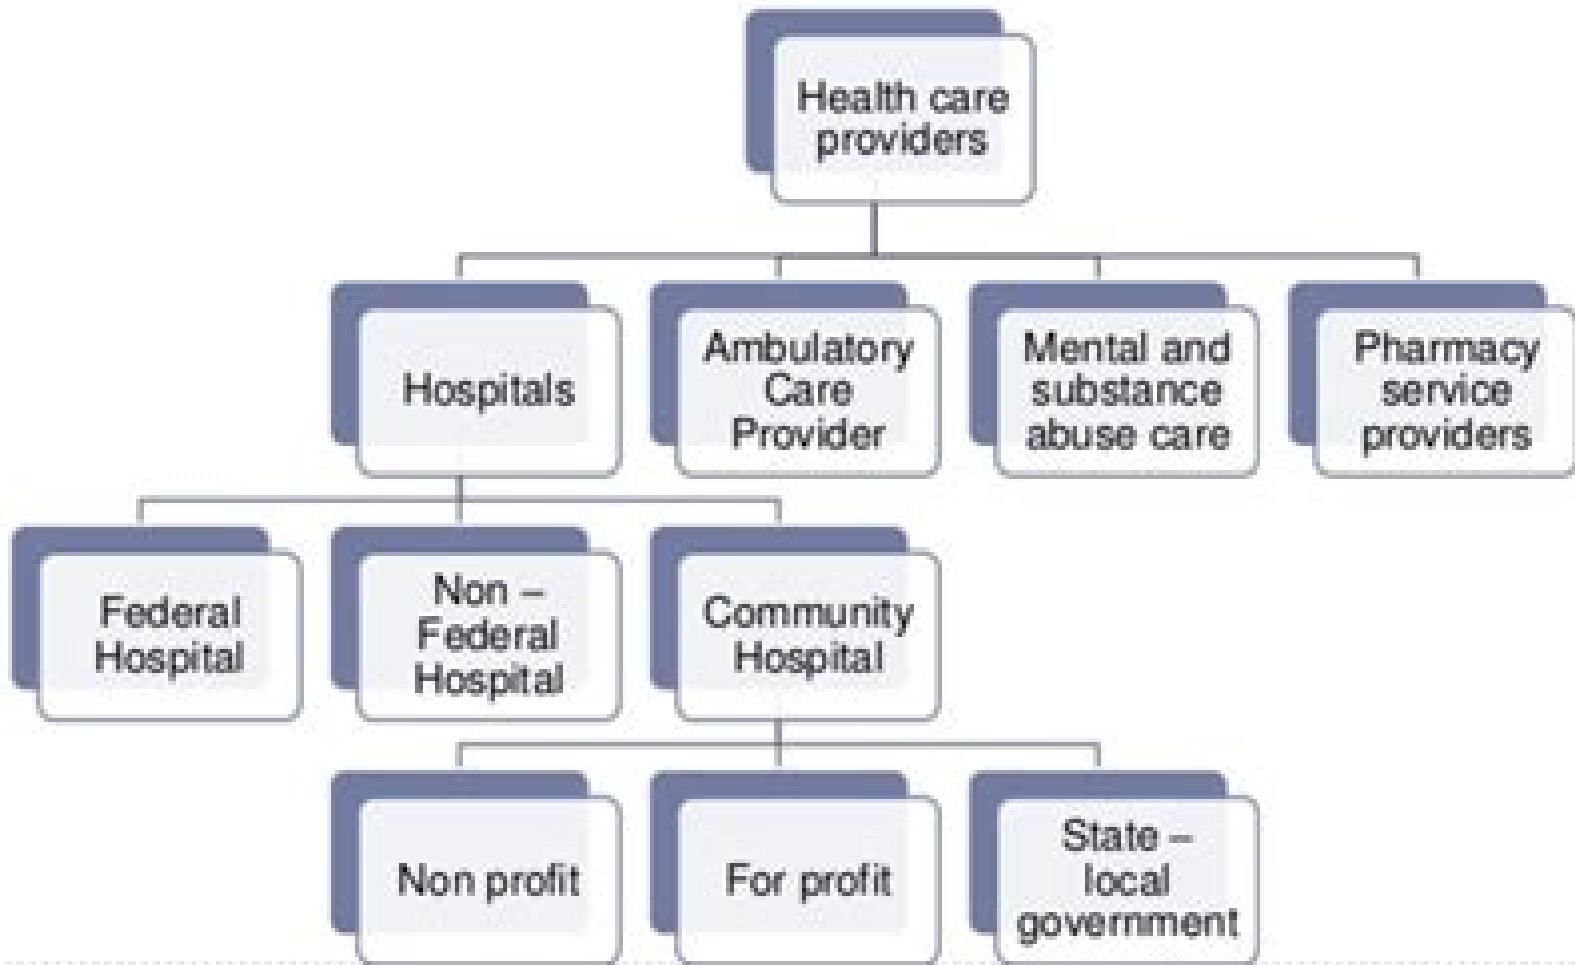 Health care
providers
Hospitals
Ambulatory
Care
Provider
Mental and
substance
abuse care
Pharmacy
service
providers
Federal
Hospital
Non –
Federal
Hospital
Community
Hospital
Non profit
For profit
State –
local
government